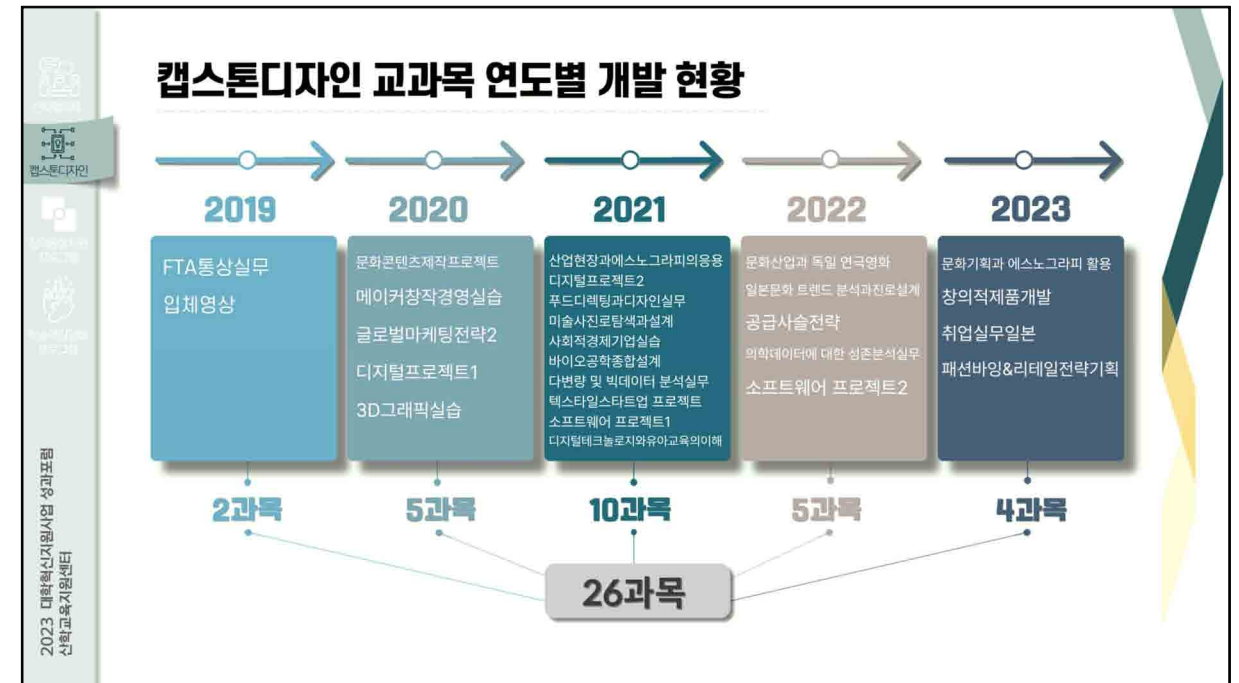 캡스톤디자인 교과목 연도별 개발 현황
캡스톤디자인
2019
FTA통상실무
입체영상
2과목
2020
문화콘텐츠제작프로젝트
메이커창작경영실습
글로벌마케팅전략2
디지털프로젝트1
3D그래픽실습
5과목
2021
산업현장과에스노그라피의응용
디지털프로젝트2
푸드디렉팅과디자인실무
미술사진로탐색과설계
사회적경제기업실습
바이오공학종합설계
다변량 및 빅데이터 분석실무
텍스타일스타트업 프로젝트
소프트웨어 프로젝트1
디지털테크놀로지와유아교육의이해
10과목
2022
문화산업과 독일 연극영화
일본문화 트렌드 분석과진로설계
공급사슬전략
의학데이터에 대한 생존분석실무
소프트웨어 프로젝트2
5과목
2023
문화기획과 에스노그라피 활용
창의적제품개발
취업실무일본
패션바잉&리테일전략기획
4과목
26과목
2023 대학혁신지원사업 성과포럼
산학교육지원센터